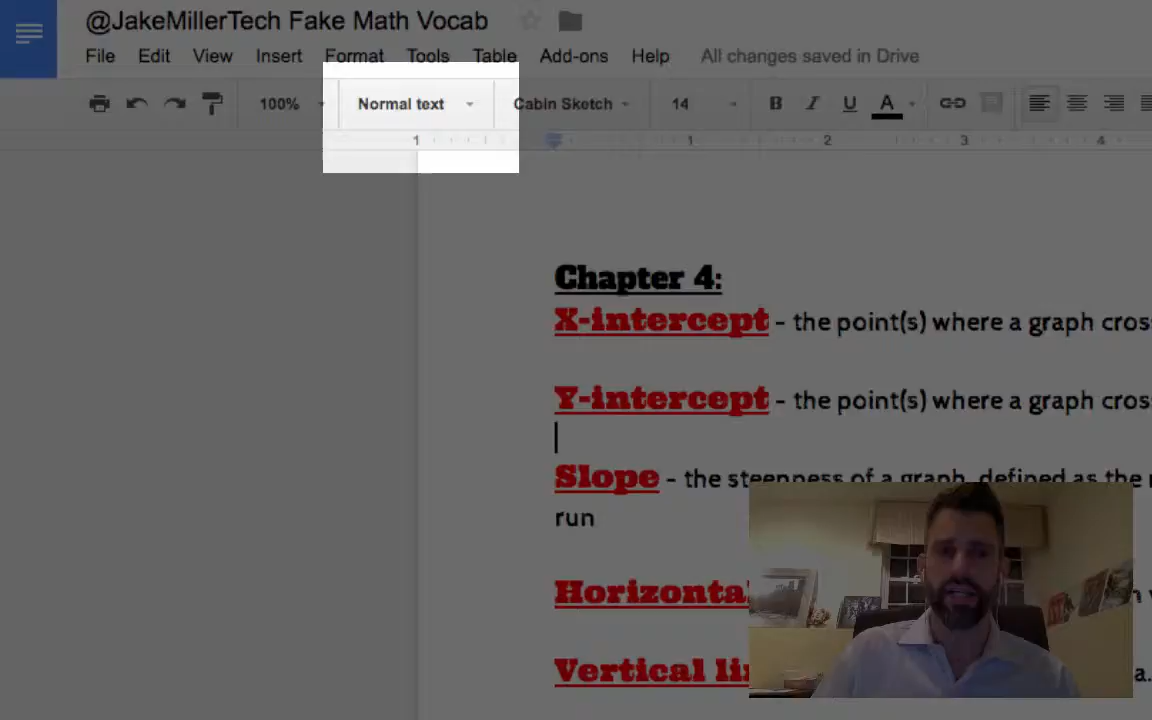 @JakeMillerTech Fake Math Vocab
File Edit View Insert Format Tools Table Add-ons Help All changes saved in Drive
100% Normal text Cabin Sketch 14 B I U A
1 1 2 3 4
Chapter 4:
X-intercept - the point(s) where a graph cros
Y-intercept - the point(s) where a graph cros
Slope - the steepness of a graph, defined as the
run
Horizonta
Vertical li
a.